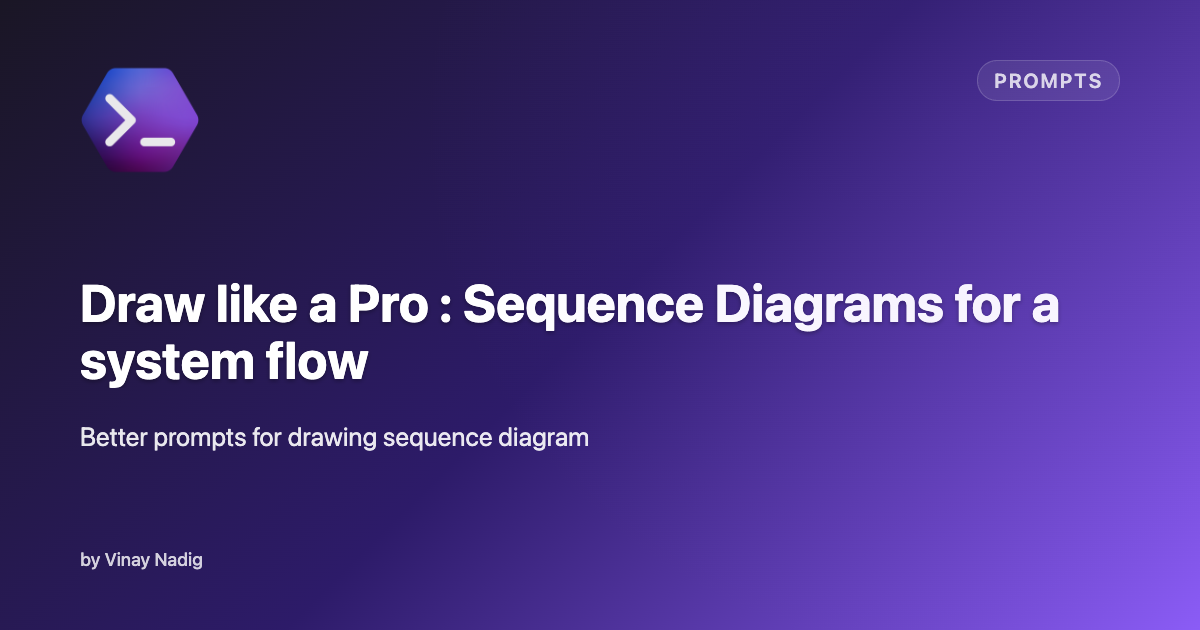 PROMPTS
Draw like a Pro : Sequence Diagrams for a
system flow
Better prompts for drawing sequence diagram
by Vinay Nadig